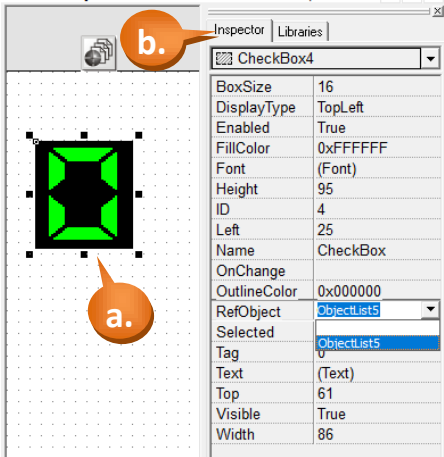 b.
Inspector Libraries
CheckBox4
BoxSize 16
DisplayType TopLeft
Enabled True
FillColor 0xFFFFFF
Font (Font)
Height 95
ID 4
Left 25
Name CheckBox
OnChange
OutlineColor 0x000000
RefObject ObjectList5
Selected
ObjectList5
Tag 0
Text (Text)
Top 61
Visible True
Width 86
0
a.